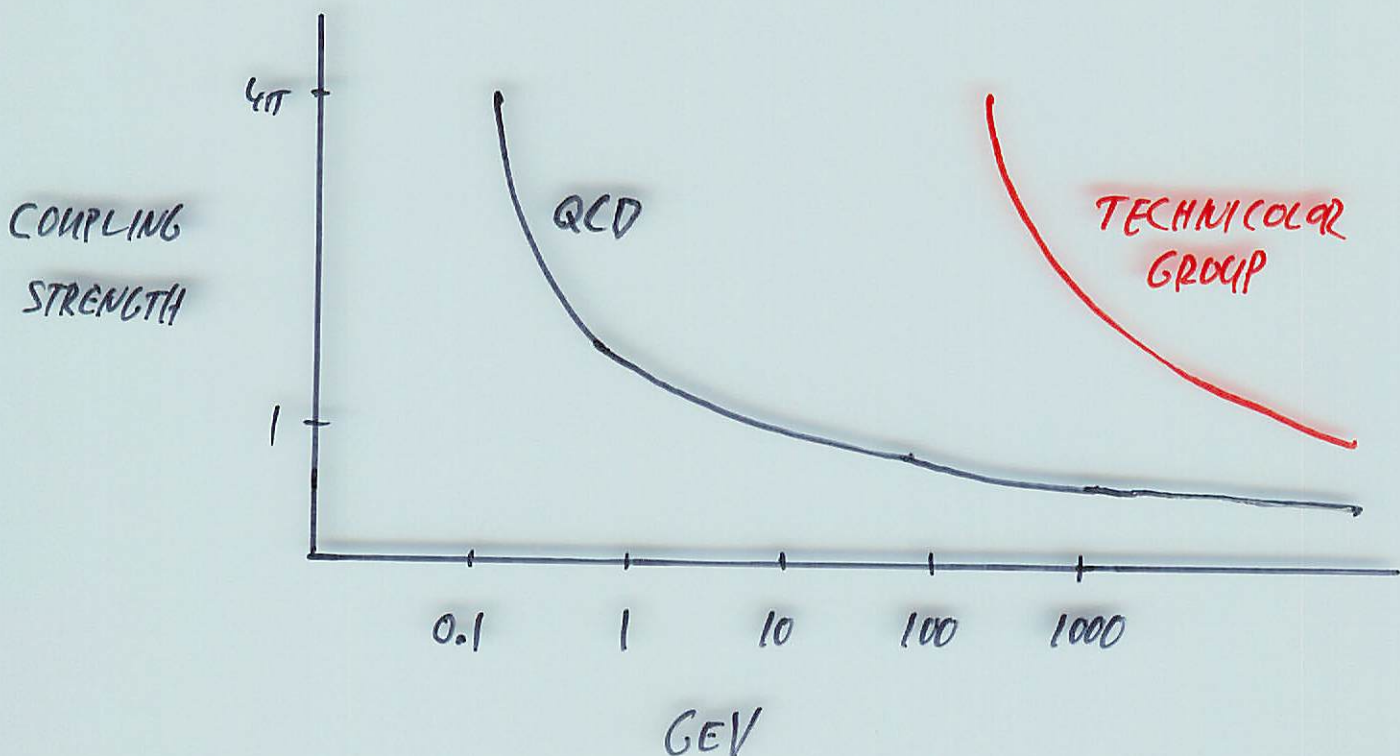 4π
COUPLING
STRENGTH
QCD
TECHNICOLOR
GROUP
1
0.1 1 10 100 1000
GEV